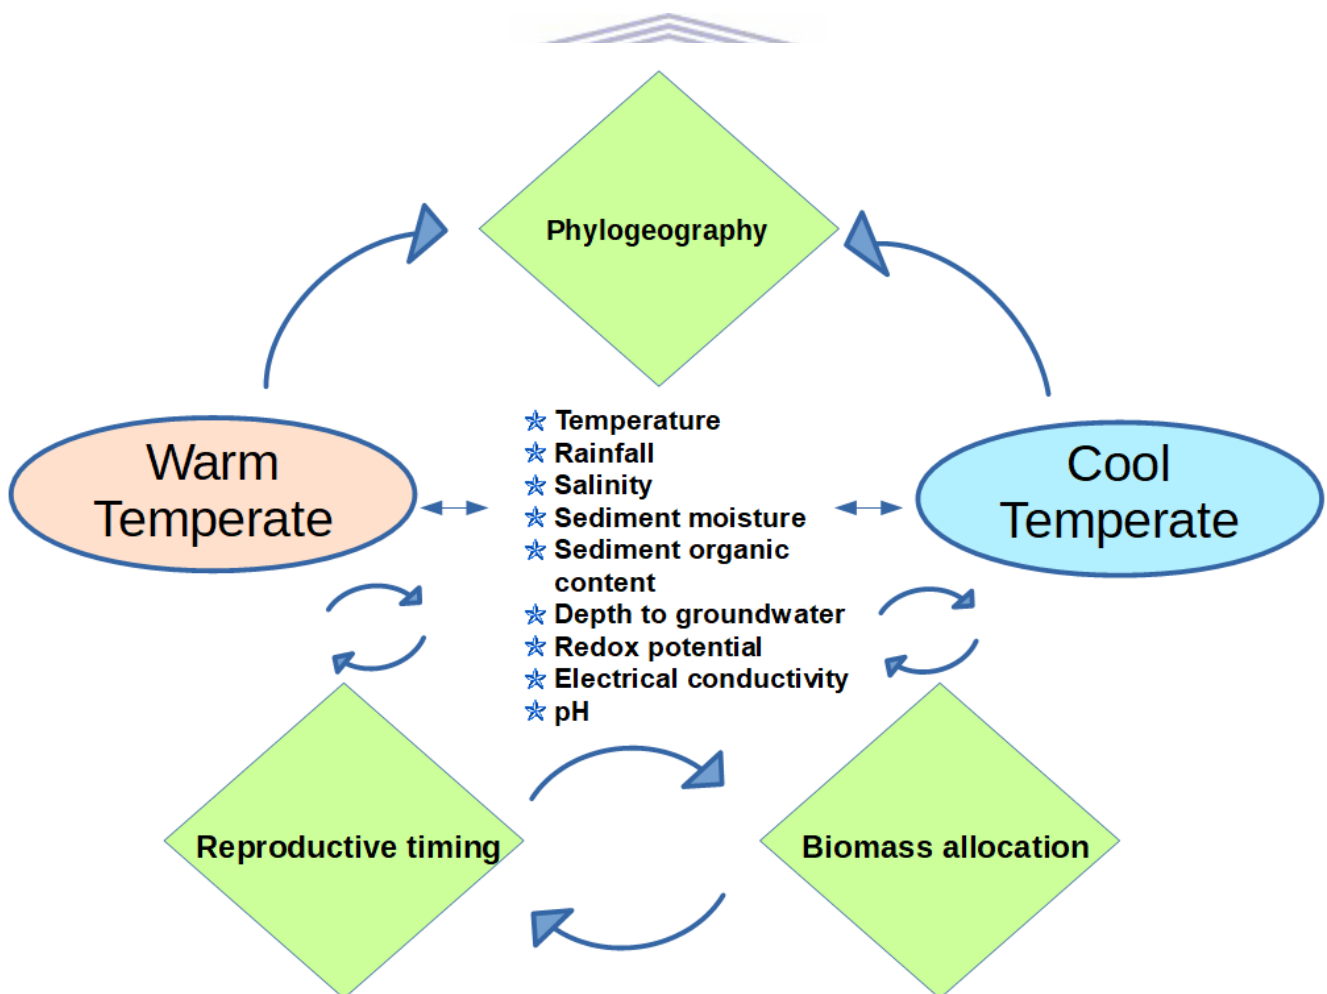 Phylogeography
Warm
Temperate
Temperature
Rainfall
Salinity
Sediment moisture
Sediment organic
content
Depth to groundwater
Redox potential
Electrical conductivity
pH
Cool
Temperate
Reproductive timing
Biomass allocation